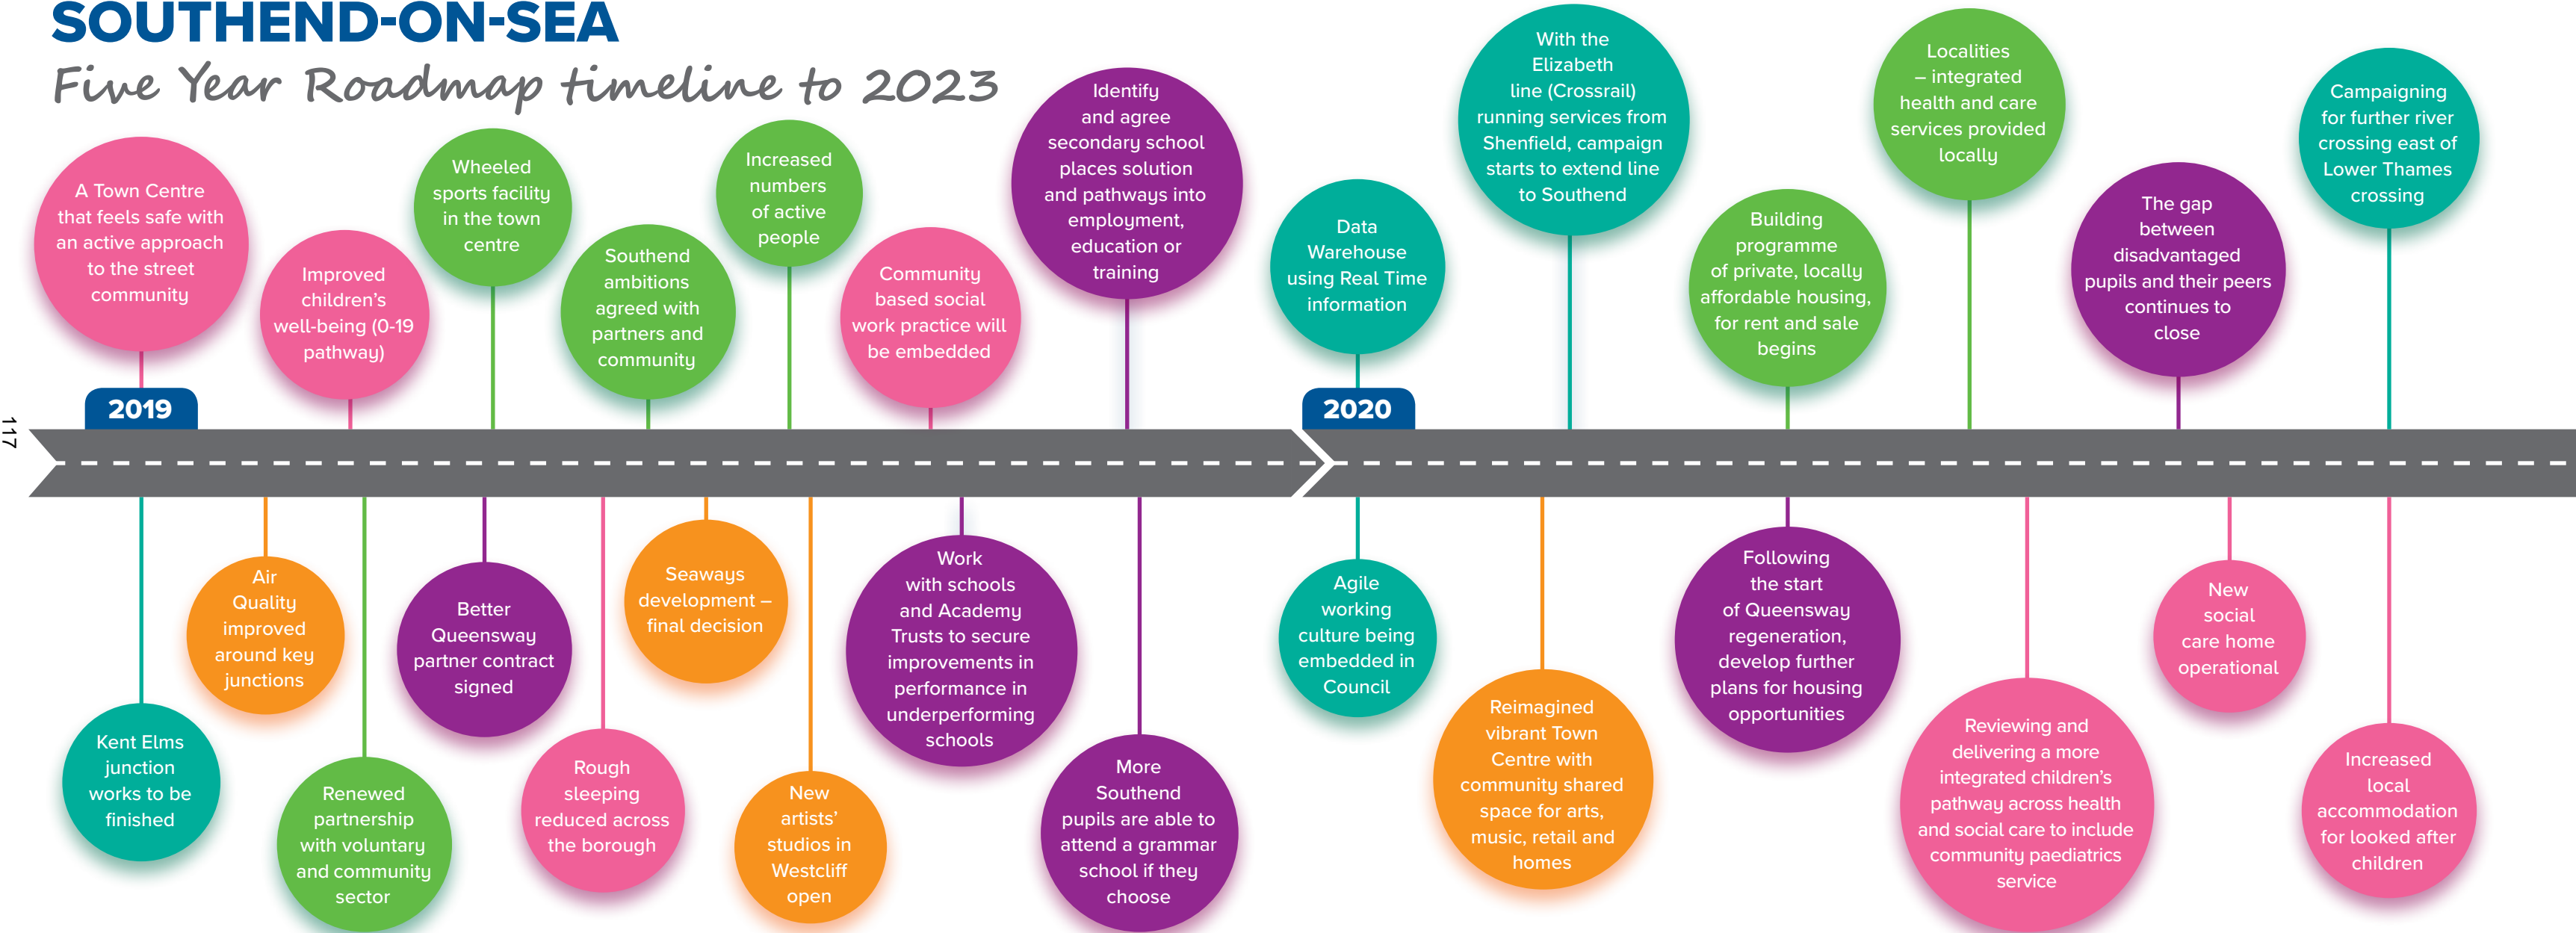 SOUTHEND-ON-SEA
Five Year Roadmap timeline to 2023
A Town Centre
that feels safe with
an active approach
to the street
community
Improved
children's
well-being (0-19
pathway)
Wheeled
sports facility
in the town
centre
Southend
ambitions
agreed with
partners and
community
Increased
numbers
of active
people
Community
based social
work practice will
be embedded
Identify
and agree
secondary school
places solution
and pathways into
employment,
education or
training
Data
Warehouse
using Real Time
information
With the
Elizabeth
line (Crossrail)
running services from
Shenfield, campaign
starts to extend line
to Southend
Building
programme
of private, locally
affordable housing,
for rent and sale
begins
Localities
– integrated
health and care
services provided
locally
The gap
between
disadvantaged
pupils and their peers
continues to
close
Campaigning
for further river
crossing east of
Lower Thames
crossing
2019
2020
117
Kent Elms
junction
works to be
finished
Air
Quality
improved
around key
junctions
Renewed
partnership
with voluntary
and community
sector
Better
Queensway
partner contract
signed
Rough
sleeping
reduced across
the borough
Seaways
development –
final decision
New
artists'
studios in
Westcliff
open
Work
with schools
and Academy
Trusts to secure
improvements in
performance in
underperforming
schools
More
Southend
pupils are able to
attend a grammar
school if they
choose
Agile
working
culture being
embedded in
Council
Reimagined
vibrant Town
Centre with
community shared
space for arts,
music, retail and
homes
Following
the start
of Queensway
regeneration,
develop further
plans for housing
opportunities
Reviewing and
delivering a more
integrated children's
pathway across health
and social care to include
community paediatrics
service
New
social
care home
operational
Increased
local
accommodation
for looked after
children